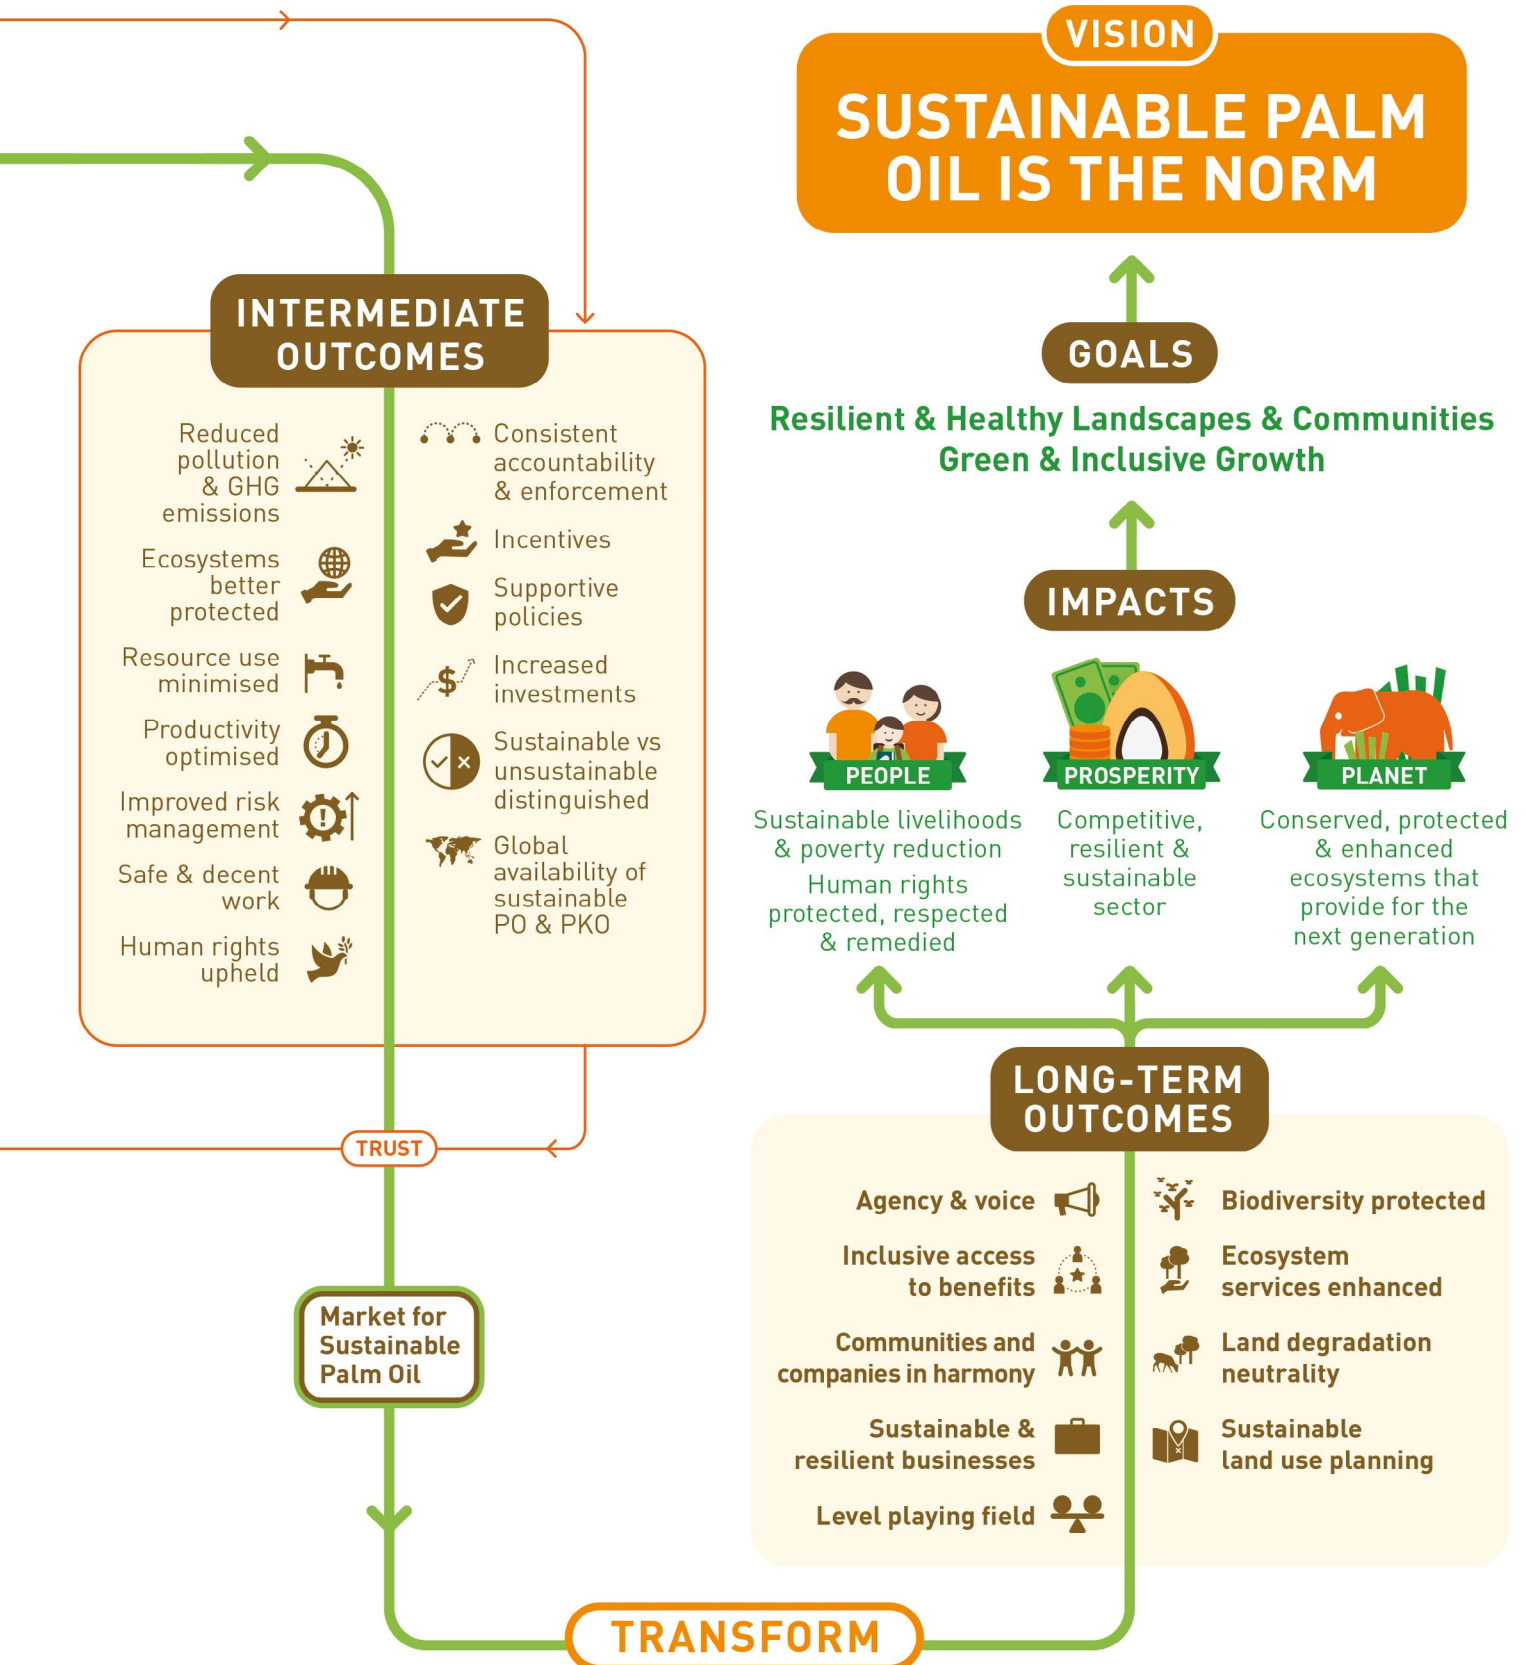 VISION
SUSTAINABLE PALM
OIL IS THE NORM
INTERMEDIATE
OUTCOMES
Reduced
pollution
& GHG
emissions
Ecosystems
better
protected
Resource use
minimised
Productivity
optimised
Improved risk
management
Safe & decent
work
Human rights
upheld
Consistent
accountability
& enforcement
Incentives
Supportive
policies
Increased
investments
Sustainable vs
unsustainable
distinguished
Global
availability of
sustainable
PO & PKO
TRUST
Market for
Sustainable
Palm Oil
TRANSFORM
GOALS
Resilient & Healthy Landscapes & Communities
Green & Inclusive Growth
IMPACTS
PEOPLE
Sustainable livelihoods
& poverty reduction
Human rights
protected, respected
& remedied
PROSPERITY
Competitive,
resilient &
sustainable
sector
PLANET
Conserved, protected
& enhanced
ecosystems that
provide for the
next generation
LONG-TERM
OUTCOMES
Agency & voice
Inclusive access
to benefits
Communities and
companies in harmony
Sustainable &
resilient businesses
Level playing field
Biodiversity protected
Ecosystem
services enhanced
Land degradation
neutrality
Sustainable
land use planning